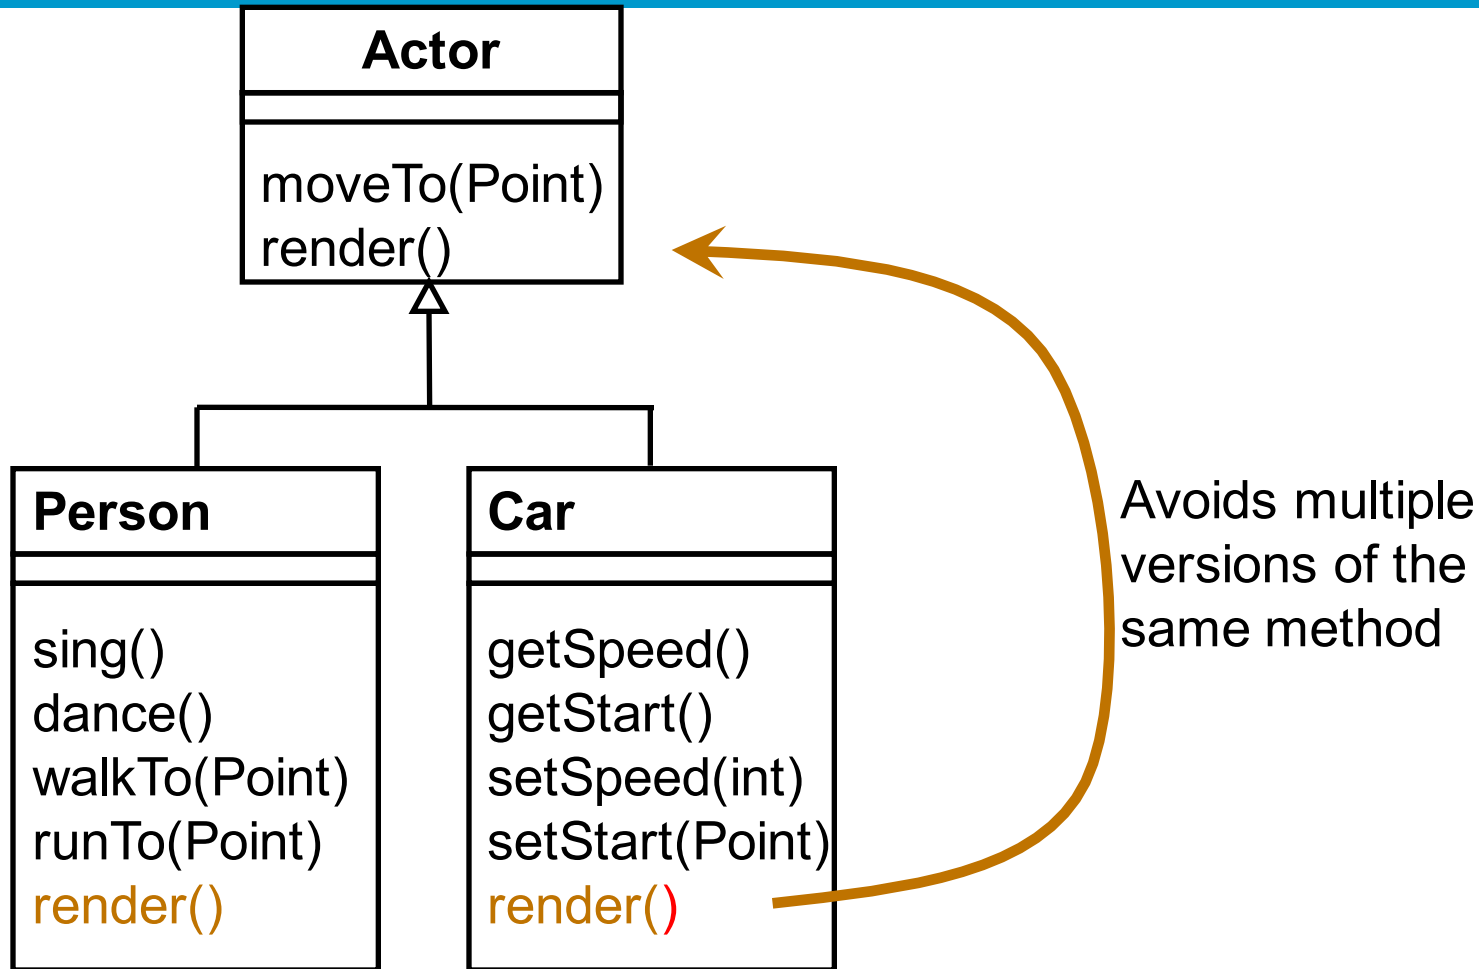 Actor
moveTo(Point)
render()
Person
sing()
dance()
walkTo(Point)
runTo(Point)
render()
Car
getSpeed()
getStart()
setSpeed(int)
setStart(Point)
render()
Avoids multiple
versions of the
same method